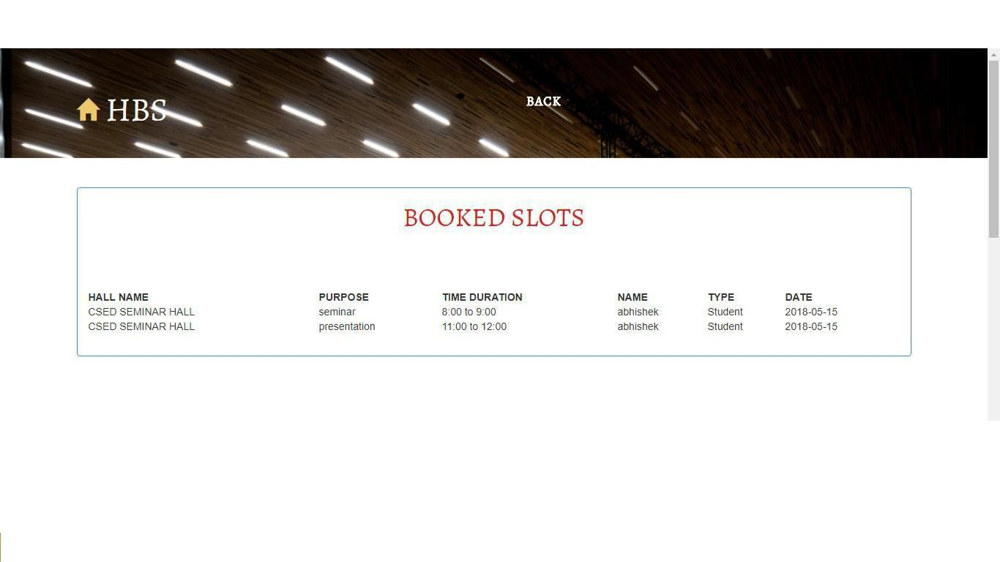 HBS
BACK
BOOKED SLOTS
HALL NAME PURPOSE TIME DURATION NAME TYPE DATE
CSED SEMINAR HALL seminar 8:00 to 9:00 abhishek Student 2018-05-15
CSED SEMINAR HALL presentation 11:00 to 12:00 abhishek Student 2018-05-15